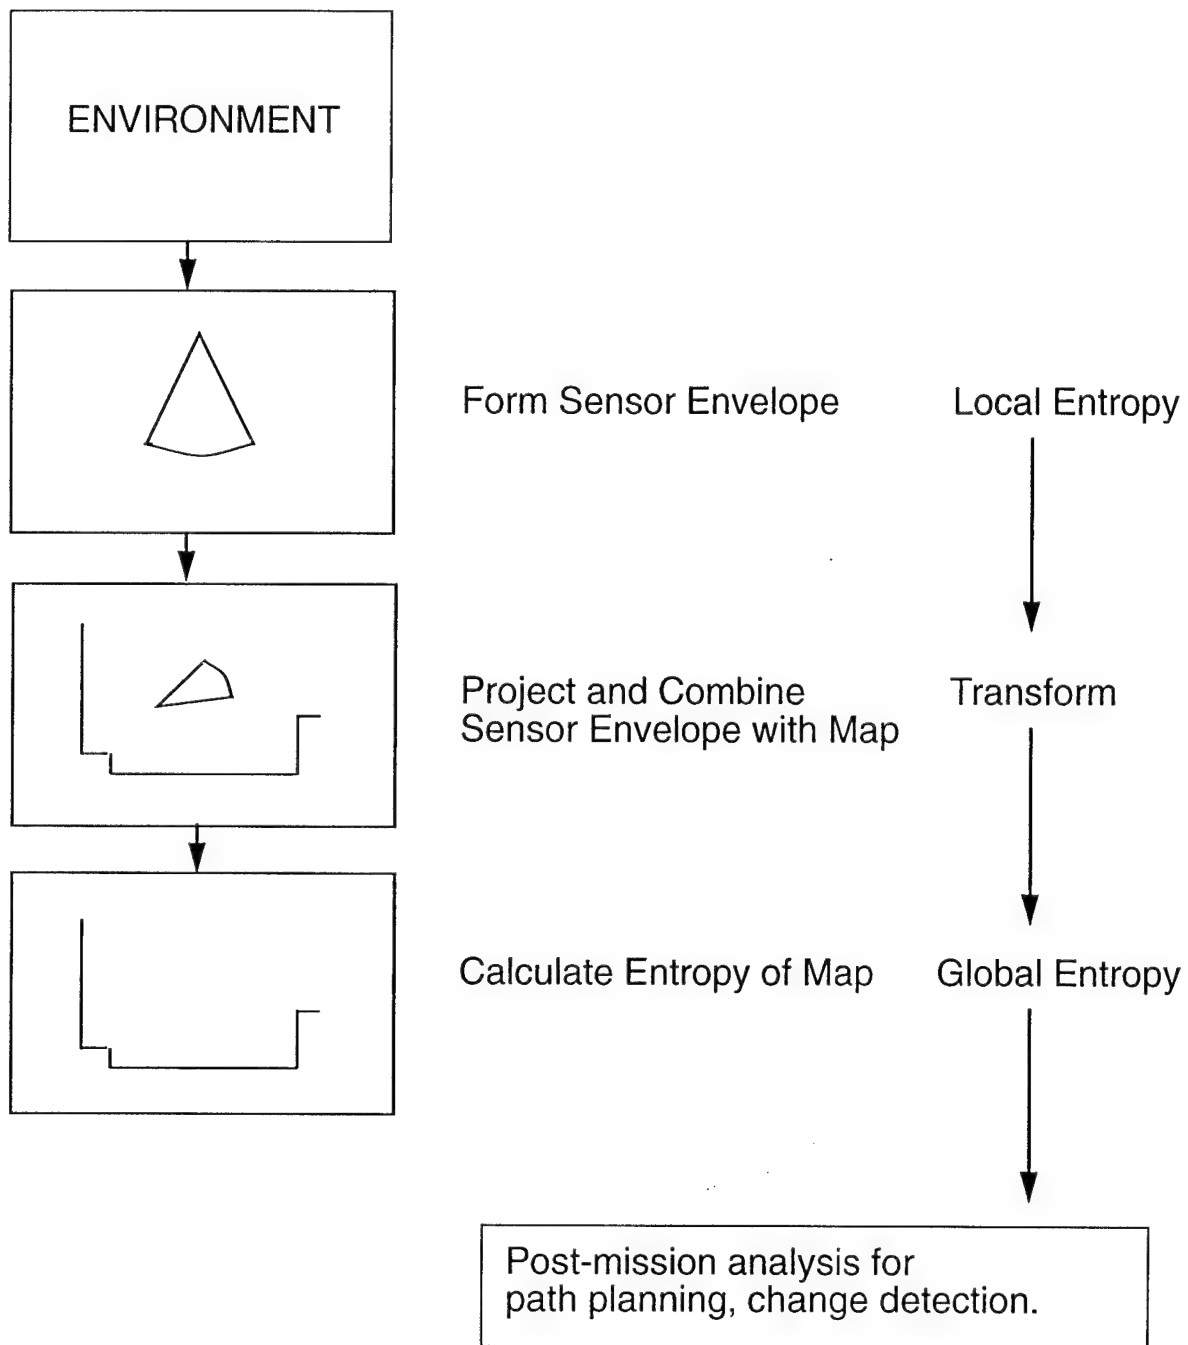 ENVIRONMENT
Form Sensor Envelope
Local Entropy
Project and Combine
Sensor Envelope with Map
Transform
Calculate Entropy of Map
Global Entropy
Post-mission analysis for
path planning, change detection.